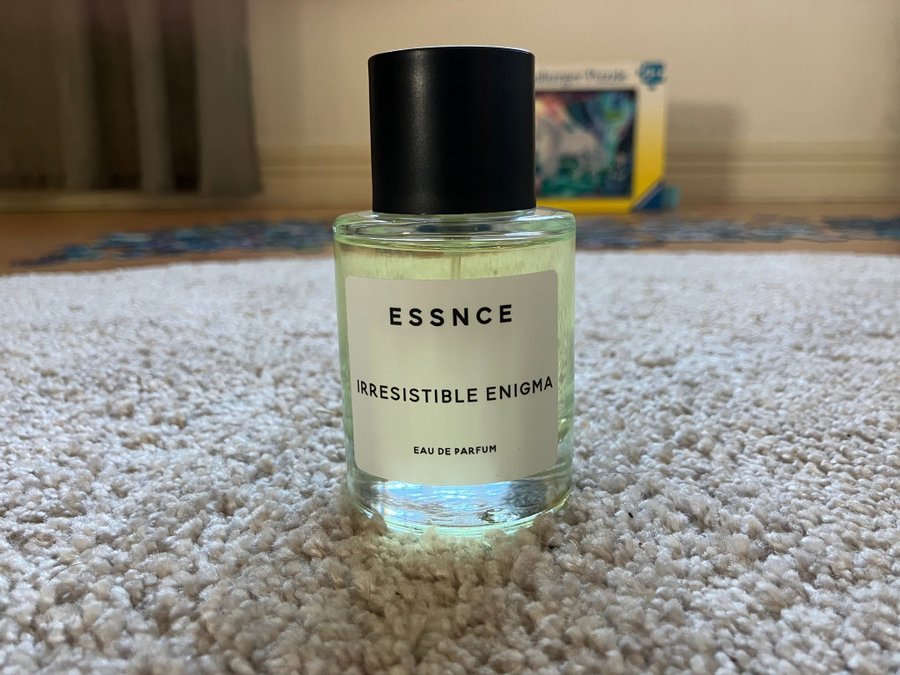 ESSNCE
IRRESISTIBLE ENIGMA
EAU DE PARFUM